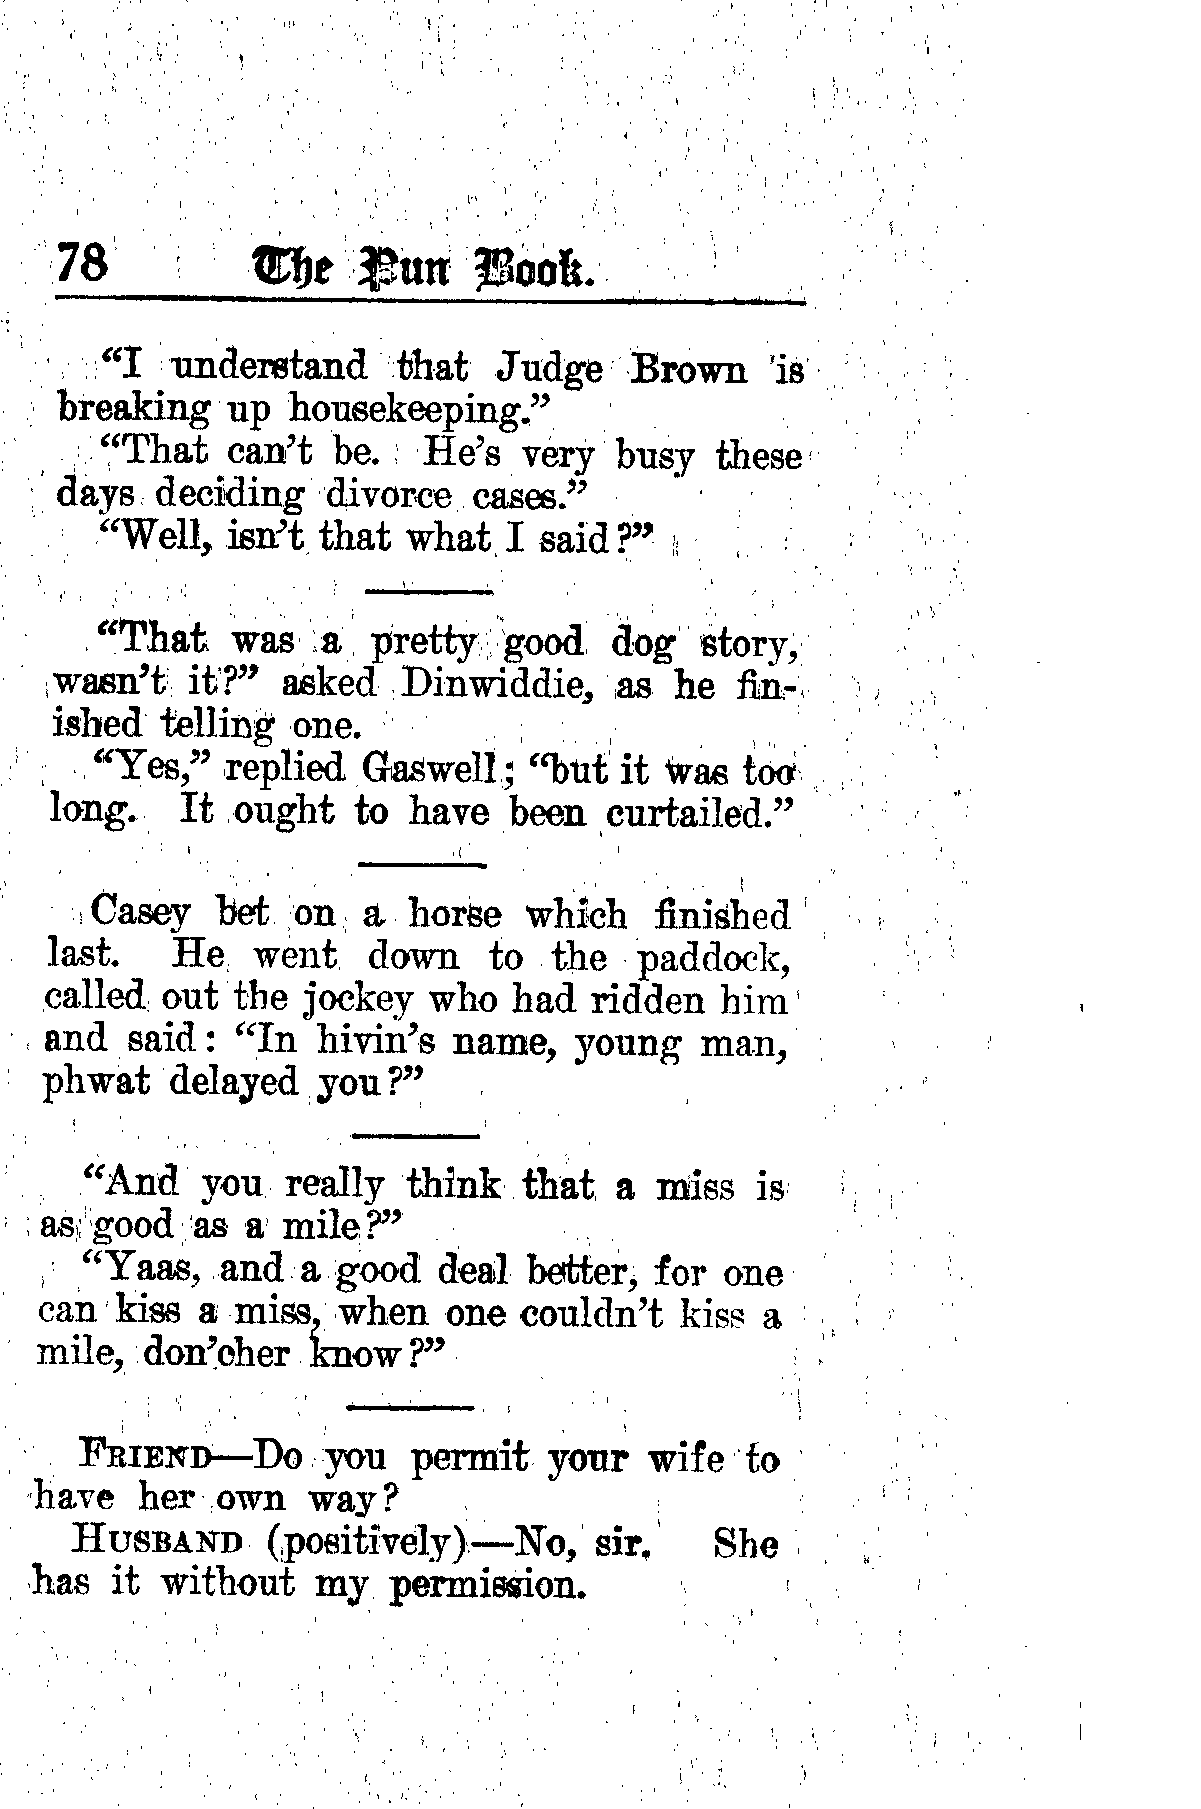 78 The Pun Book.
“I understand that Judge Brown is
breaking up housekeeping.”
“That can’t be. He’s very busy these
days deciding divorce cases.”
“Well, isn’t that what I said?”
“That was a pretty good dog story,
wasn’t it?” asked Dinwiddie, as he fin-
ished telling one.
“Yes,” replied Gaswell; “but it was too
long. It ought to have been curtailed.”
Casey bet on a horse which finished
last. He went down to the paddock,
called out the jockey who had ridden him
and said: “In hivin’s name, young man,
phwat delayed you?”
“And you really think that a miss is
as good as a mile?”
“Yaas, and a good deal better, for one
can kiss a miss, when one couldn’t kiss a
mile, don’cher know?”
FRIEND—Do you permit your wife to
have her own way?
HUSBAND (positively)—No, sir. She
has it without my permission.